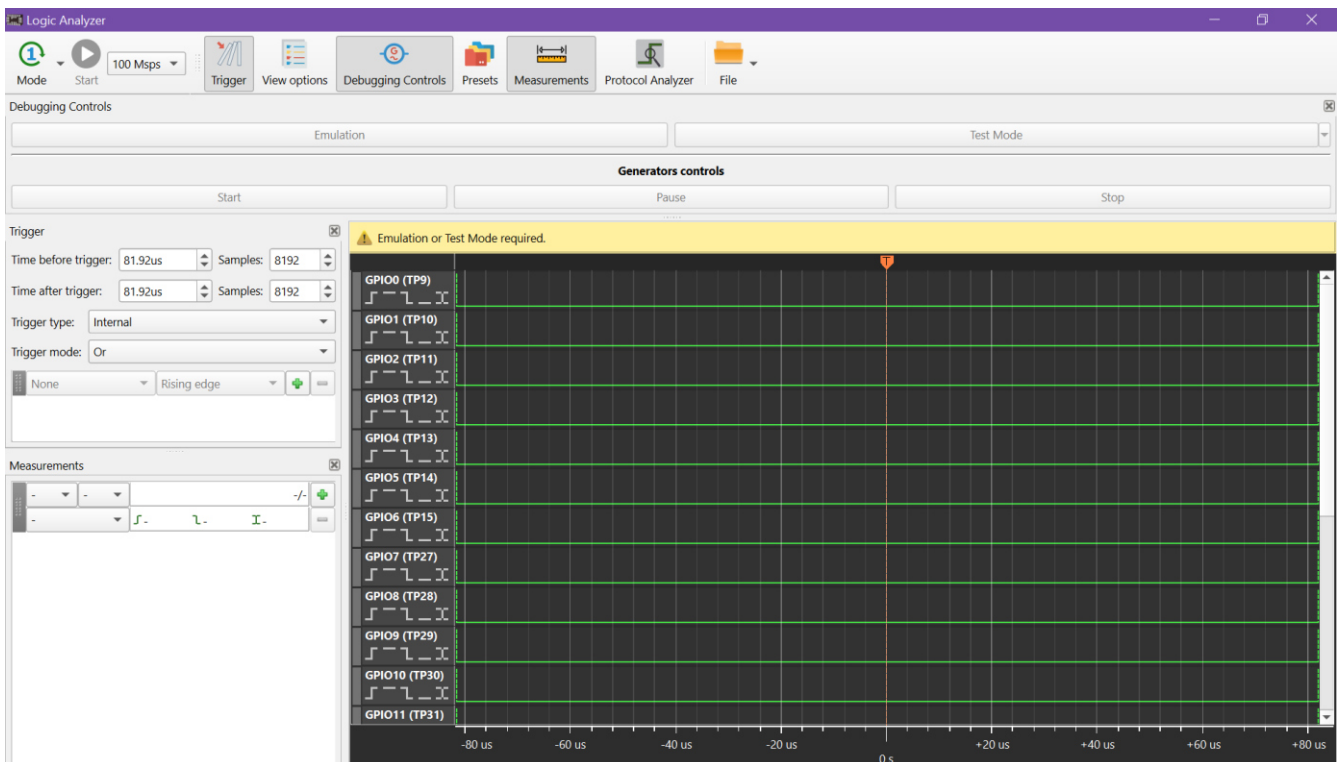 Logic Analyzer
1
Mode
Start
100 Msps
Trigger
View options
Debugging Controls
Presets
Measurements
Protocol Analyzer
File
Debugging Controls
Emulation
Test Mode
Generators controls
Start
Pause
Stop
Trigger
Time before trigger: 81.92us Samples: 8192
Time after trigger: 81.92us Samples: 8192
Trigger type: Internal
Trigger mode: Or
None Rising edge
Measurements
- - -/-
- - - -
Emulation or Test Mode required.
T
GPIO0 (TP9)
GPIO1 (TP10)
GPIO2 (TP11)
GPIO3 (TP12)
GPIO4 (TP13)
GPIO5 (TP14)
GPIO6 (TP15)
GPIO7 (TP27)
GPIO8 (TP28)
GPIO9 (TP29)
GPIO10 (TP30)
GPIO11 (TP31)
-80 us -60 us -40 us -20 us 0 s +20 us +40 us +60 us +80 us